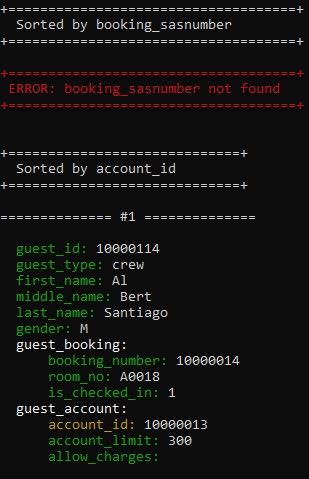 +==================================+
Sorted by booking_sasnumber
+==================================+
+==================================+
ERROR: booking_sasnumber not found
+==================================+
+===========================+
Sorted by account_id
+===========================+
============== #1 ==============
guest_id: 10000114
guest_type: crew
first_name: Al
middle_name: Bert
last_name: Santiago
gender: M
guest_booking:
booking_number: 10000014
room_no: A0018
is_checked_in: 1
guest_account:
account_id: 10000013
account_limit: 300
allow_charges: